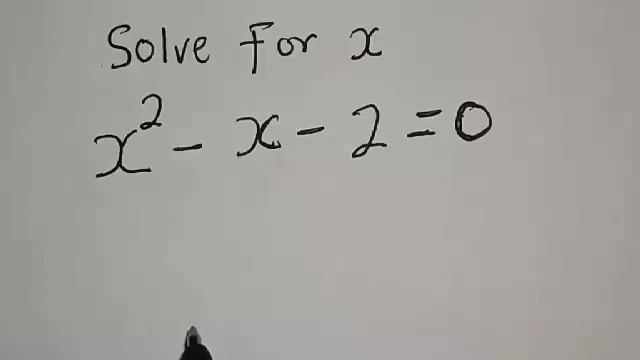 Solve for x
x² - x - 2 = 0